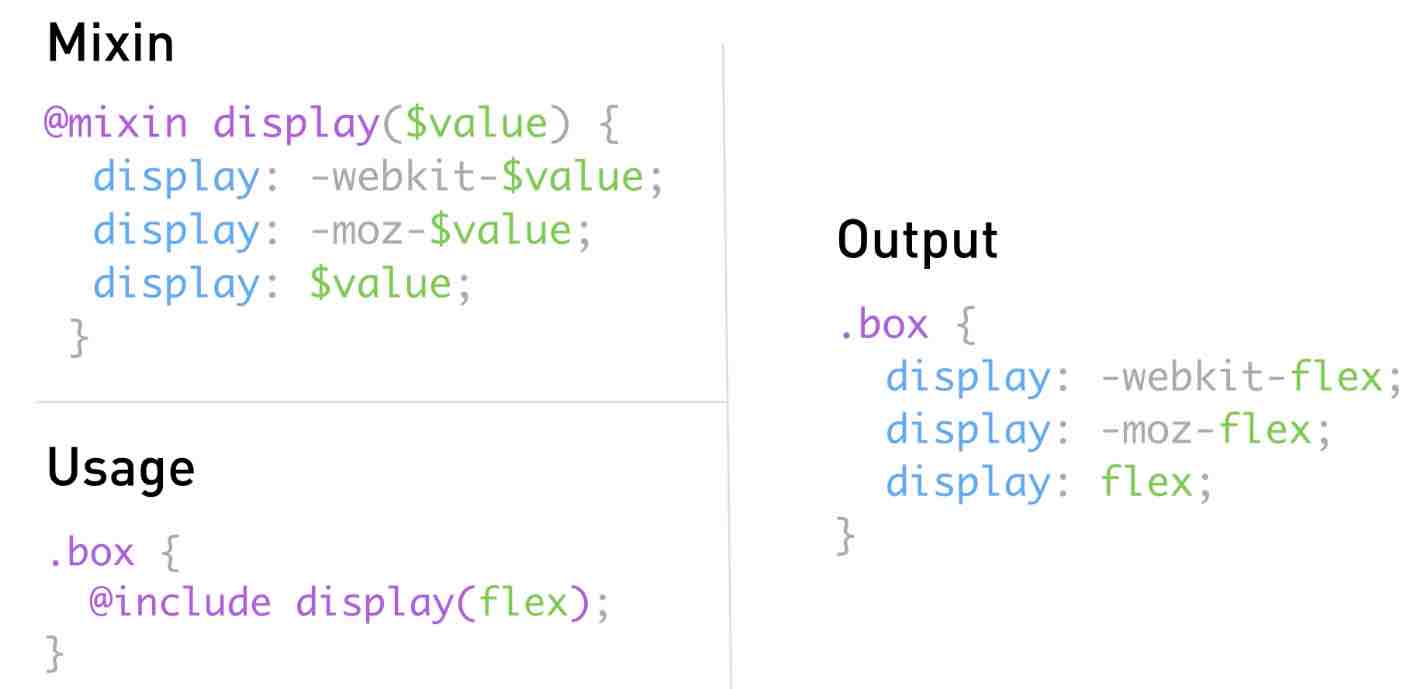 Mixin
@mixin display($value) {
  display: -webkit-$value;
  display: -moz-$value;
  display: $value;
 }
Usage
.box {
  @include display(flex);
}
Output
.box {
  display: -webkit-flex;
  display: -moz-flex;
  display: flex;
}